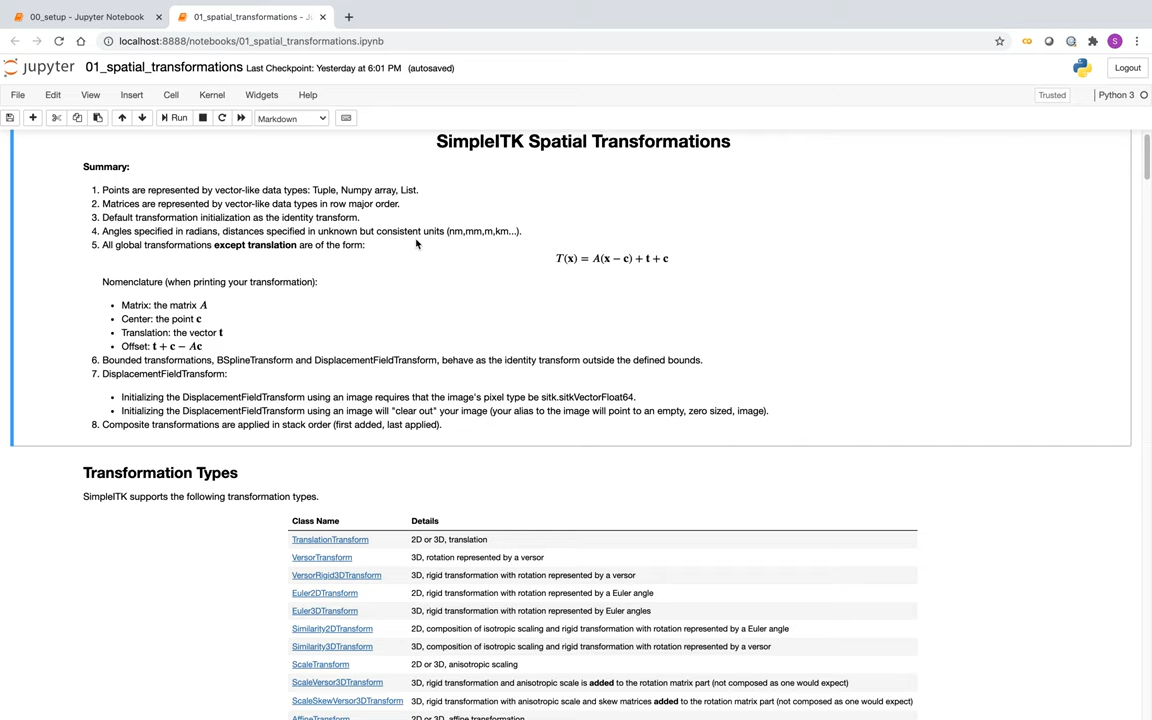 00_setup - Jupyter Notebook
01_spatial_transformations - J
localhost:8888/notebooks/01_spatial_transformations.ipynb
S
jupyter 01_spatial_transformations Last Checkpoint: Yesterday at 6:01 PM (autosaved)
Logout
File Edit View Insert Cell Kernel Widgets Help
Trusted
Python 3
Run
Markdown
SimpleITK Spatial Transformations
Summary:
1. Points are represented by vector-like data types: Tuple, Numpy array, List.
2. Matrices are represented by vector-like data types in row major order.
3. Default transformation initialization as the identity transform.
4. Angles specified in radians, distances specified in unknown but consistent units (nm,mm,m,km...).
5. All global transformations except translation are of the form:
T(x) = A(x − c) + t + c
Nomenclature (when printing your transformation):
• Matrix: the matrix A
• Center: the point c
• Translation: the vector t
• Offset: t + c − Ac
6. Bounded transformations, BSplineTransform and DisplacementFieldTransform, behave as the identity transform outside the defined bounds.
7. DisplacementFieldTransform:
• Initializing the DisplacementFieldTransform using an image requires that the image's pixel type be sitk.sitkVectorFloat64.
• Initializing the DisplacementFieldTransform using an image will "clear out" your image (your alias to the image will point to an empty, zero sized, image).
8. Composite transformations are applied in stack order (first added, last applied).
Transformation Types
SimpleITK supports the following transformation types.
Class Name Details
TranslationTransform 2D or 3D, translation
VersorTransform 3D, rotation represented by a versor
VersorRigid3DTransform 3D, rigid transformation with rotation represented by a versor
Euler2DTransform 2D, rigid transformation with rotation represented by a Euler angle
Euler3DTransform 3D, rigid transformation with rotation represented by Euler angles
Similarity2DTransform 2D, composition of isotropic scaling and rigid transformation with rotation represented by a Euler angle
Similarity3DTransform 3D, composition of isotropic scaling and rigid transformation with rotation represented by a versor
ScaleTransform 2D or 3D, anisotropic scaling
ScaleVersor3DTransform 3D, rigid transformation and anisotropic scale is added to the rotation matrix part (not composed as one would expect)
ScaleSkewVersor3DTransform 3D, rigid transformation with anisotropic scale and skew matrices added to the rotation matrix part (not composed as one would expect)
AffineTransform 2D or 3D, affine transformation